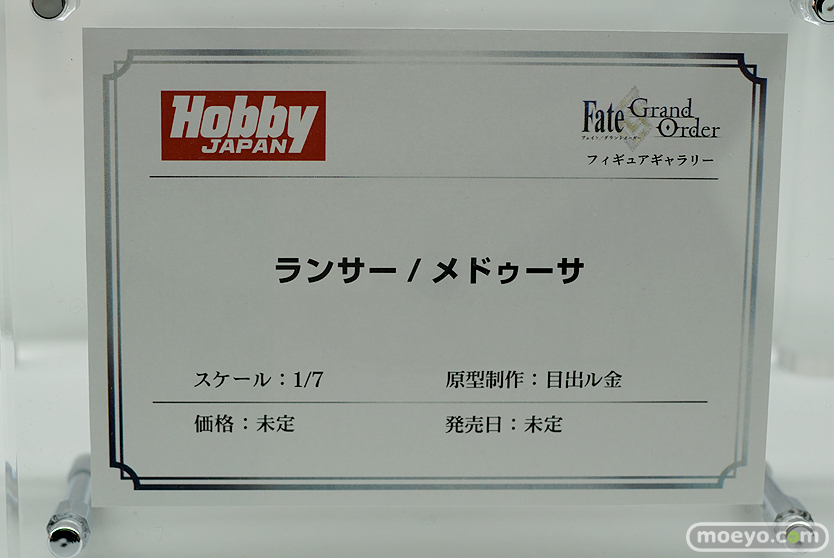 Hobby
JAPAN
Fate Grand Order
フェイト/グランドオーダー
フィギュアギャラリー
ランサー / メドゥーサ
スケール：1/7
原型制作：目出ル金
価格：未定
発売日：未定
moeyo.com